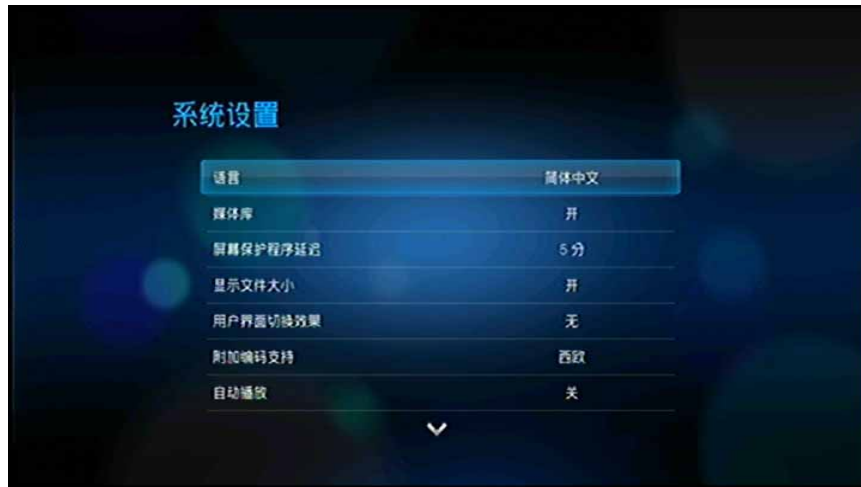 系统设置
语言 简体中文
媒体库 开
屏幕保护程序延迟 5 分
显示文件大小 开
用户界面切换效果 无
附加编码支持 西欧
自动播放 关